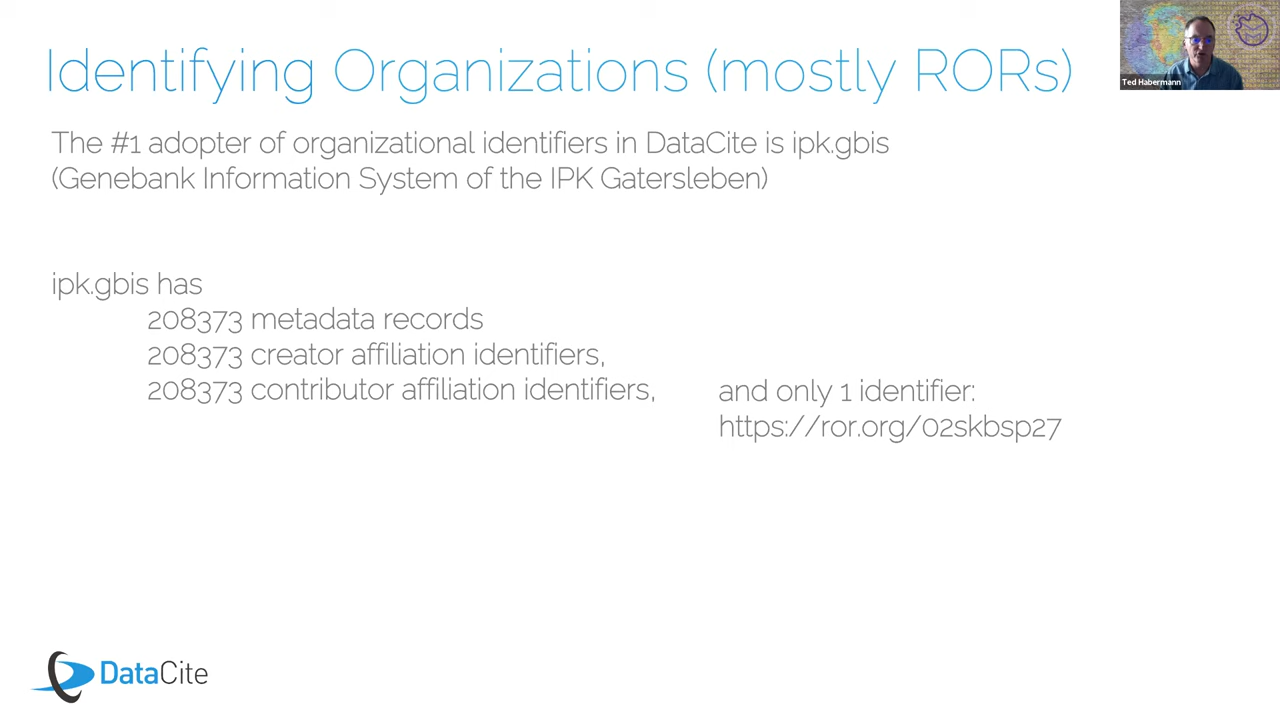 Identifying Organizations (mostly RORs)
Ted Habermann
The #1 adopter of organizational identifiers in DataCite is ipk.gbis
(Genebank Information System of the IPK Gatersleben)
ipk.gbis has
208373 metadata records
208373 creator affiliation identifiers,
208373 contributor affiliation identifiers,
and only 1 identifier:
https://ror.org/02skbsp27
DataCite